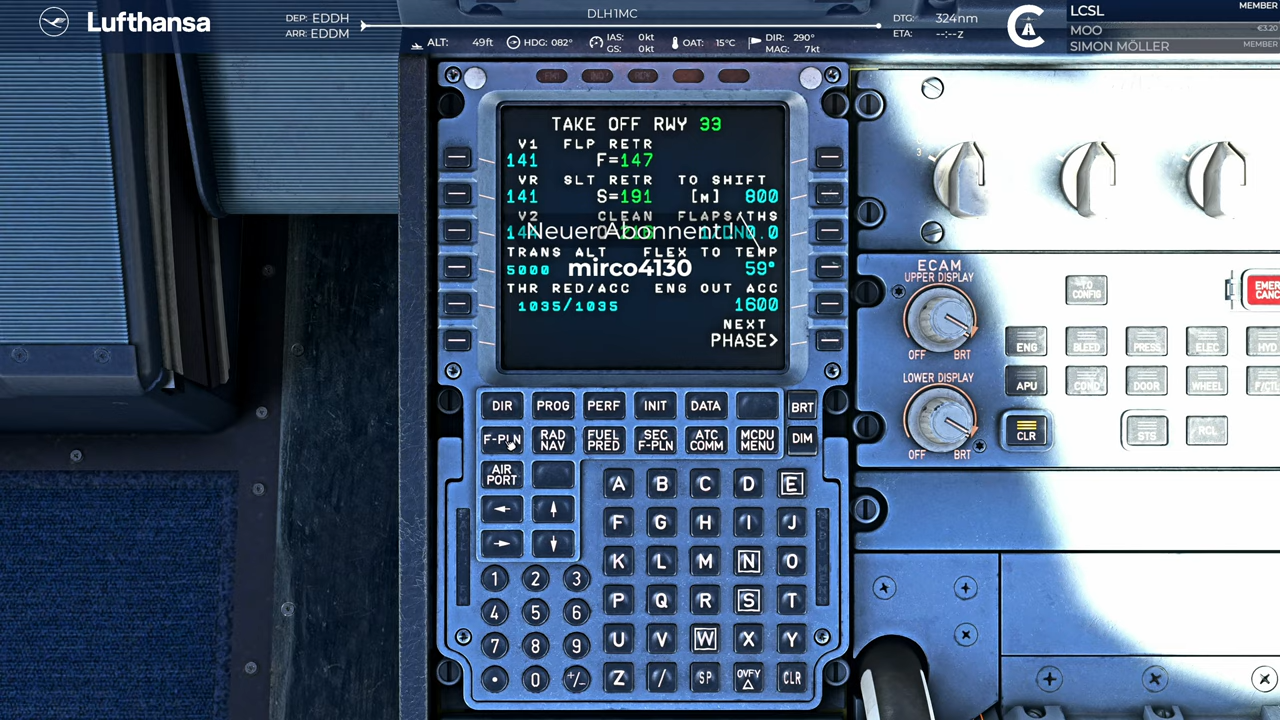 Lufthansa
DEP: EDDH
ARR: EDDM
DLH1MC
DTG: 324nm
ETA: --:--Z
ALT: 49ft
HDG: 082°
IAS: 0kt
GS: 0kt
OAT: 15°C
DIR: 290°
MAG: 7kt
LCSL
MOO
SIMON MÖLLER
MEMBER
€3.20
MEMBER
TAKE OFF RWY 33
V1 FLP RETR
141 F=147
VR SLT RETR TO SHIFT
141 S=191 [M] 800
V2 CLEAN FLAPS/THS
Neuer Abonnent!
TRANS ALT FLEX TO TEMP
5000 59°
mirco4130
THR RED/ACC ENG OUT ACC
1035/1035 1600
NEXT
PHASE>
DIR PROG PERF INIT DATA BRT
F-PLN RAD NAV FUEL PRED SEC F-PLN ATC COMM MCDU MENU DIM
AIR PORT
← ↑
→ ↓
A B C D E
F G H I J
K L M N O
P Q R S T
U V W X Y
Z / SP OVFY △ CLR
1 2 3
4 5 6
7 8 9
. 0 +/-
ECAM
UPPER DISPLAY
OFF BRT
LOWER DISPLAY
OFF BRT
T.O CONFIG
EMER CANC
ENG BLEED PRESS ELEC HYD
APU COND DOOR WHEEL F/CTL
CLR STS RCL